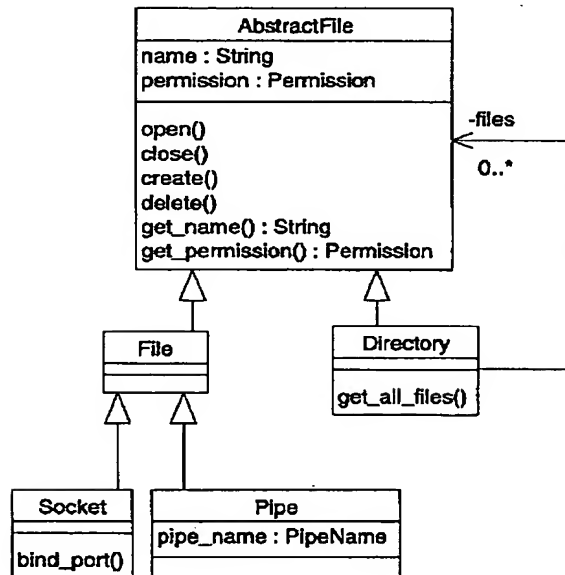 AbstractFile
name : String
permission : Permission
open()
close()
create()
delete()
get_name() : String
get_permission() : Permission
-files
0..*
File
Directory
get_all_files()
Socket
bind_port()
Pipe
pipe_name : PipeName